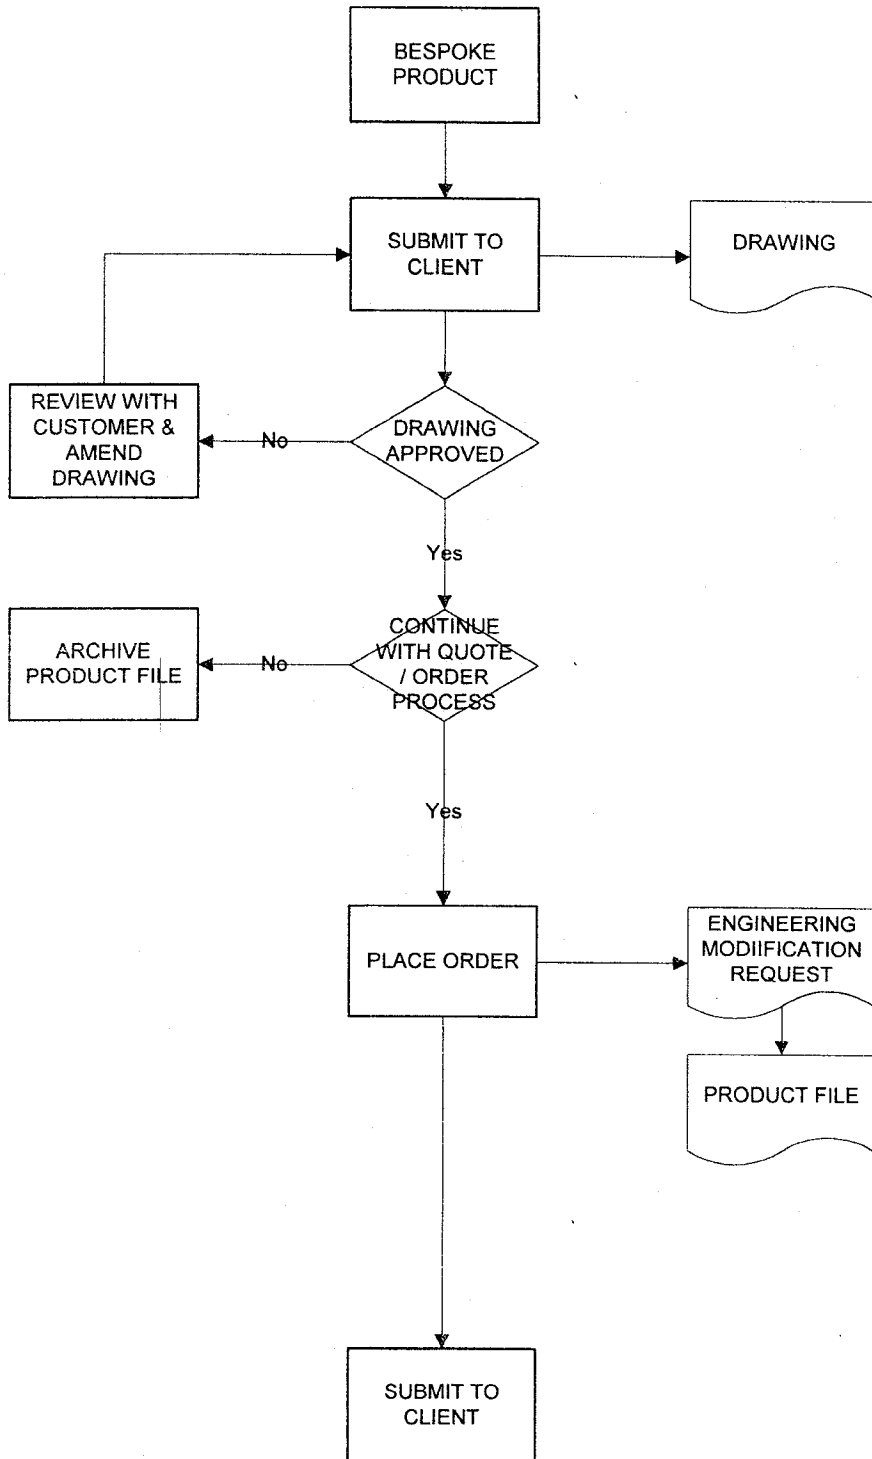 BESPOKE
PRODUCT
SUBMIT TO
CLIENT
DRAWING
REVIEW WITH
CUSTOMER &
AMEND
DRAWING
No
DRAWING
APPROVED
Yes
ARCHIVE
PRODUCT FILE
No
CONTINUE
WITH QUOTE
/ ORDER
PROCESS
Yes
PLACE ORDER
ENGINEERING
MODIIFICATION
REQUEST
PRODUCT FILE
SUBMIT TO
CLIENT